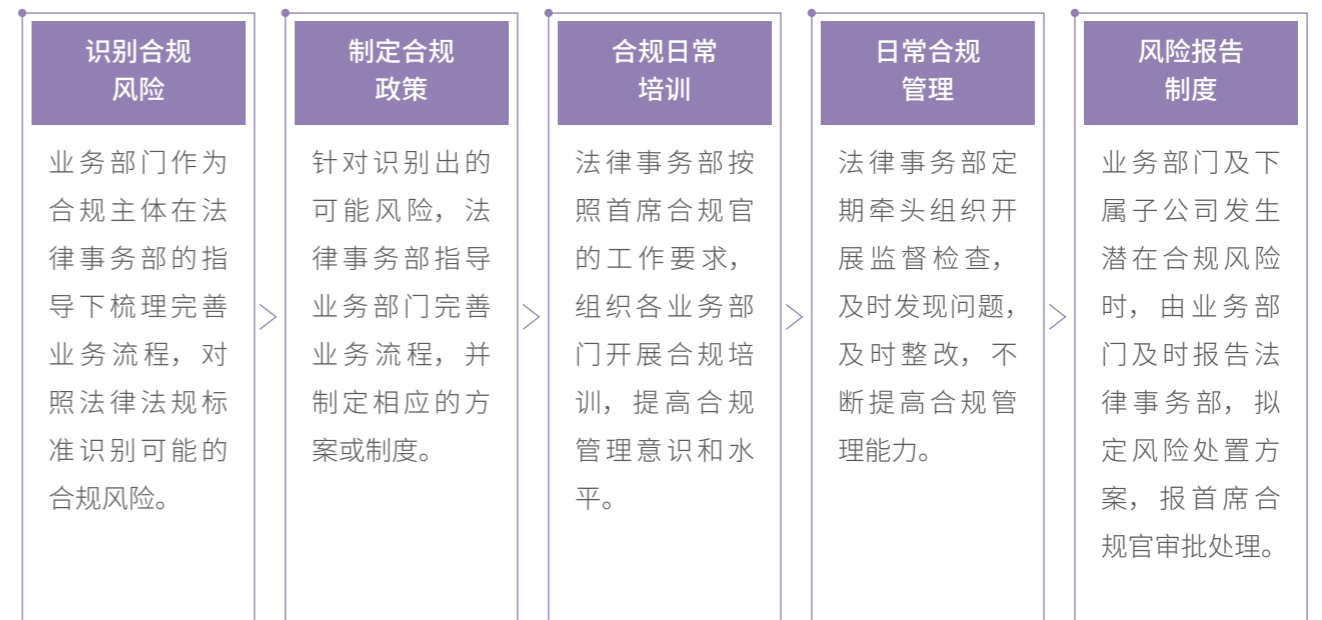 识别合规
风险
业务部门作为
合规主体在法
律事务部的指
导下梳理完善
业务流程，对
照法律法规标
准识别可能的
合规风险。
制定合规
政策
针对识别出的
可能风险，法
律事务部指导
业务部门完善
业务流程，并
制定相应的方
案或制度。
合规日常
培训
法律事务部按
照首席合规官
的工作要求，
组织各业务部
门开展合规培
训，提高合规
管理意识和水
平。
日常合规
管理
法律事务部定
期牵头组织开
展监督检查，
及时发现问题，
及时整改，不
断提高合规管
理能力。
风险报告
制度
业务部门及下
属子公司发生
潜在合规风险
时，由业务部
门及时报告法
律事务部，拟
定风险处置方
案，报首席合
规官审批处理。